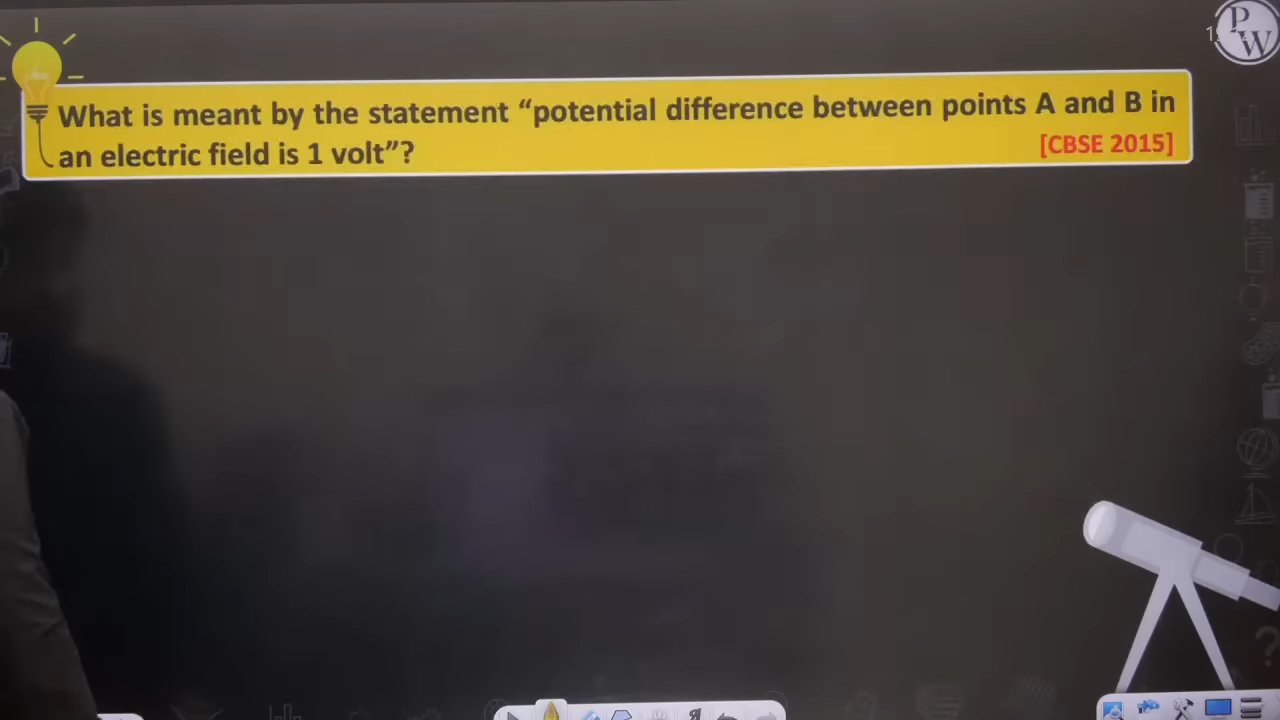 PW
What is meant by the statement “potential difference between points A and B in
an electric field is 1 volt”?
[CBSE 2015]